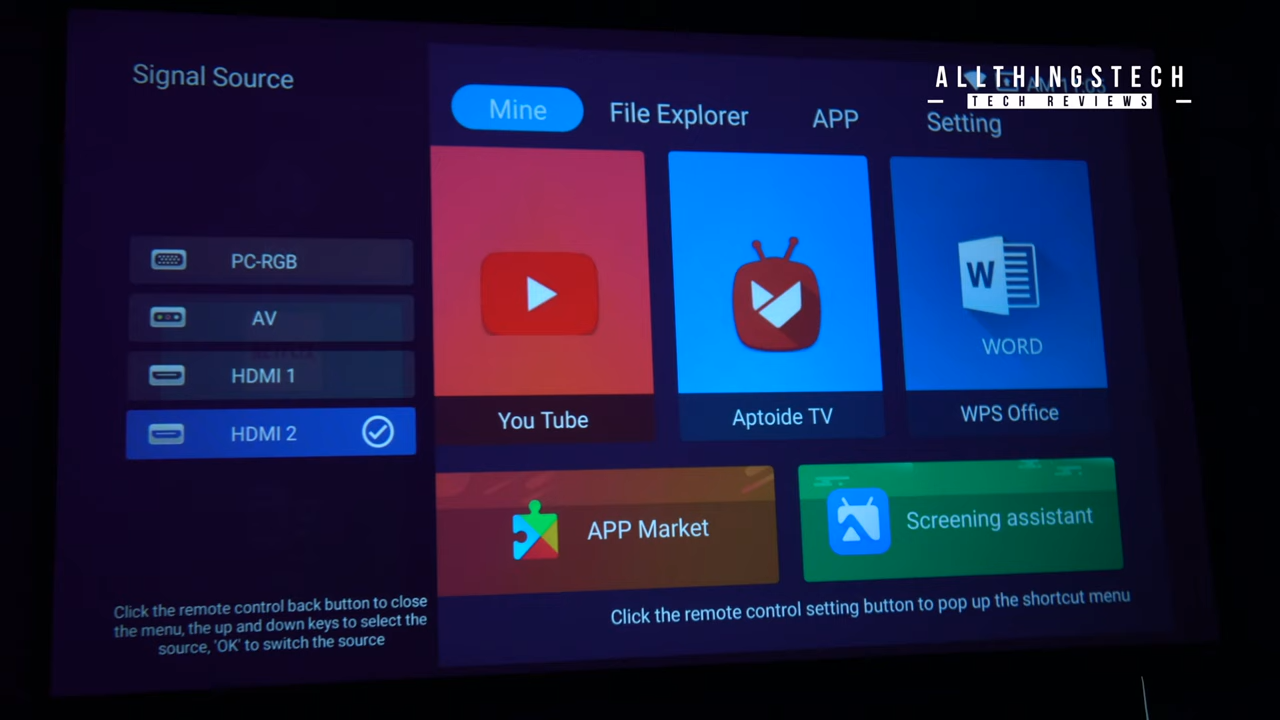 Signal Source
PC-RGB
AV
HDMI 1
HDMI 2
Click the remote control back button to close
the menu, the up and down keys to select the
source, 'OK' to switch the source
ALLTHINGSTECH
TECH REVIEWS
AM 11:05
Mine
File Explorer
APP
Setting
You Tube
Aptoide TV
W
WORD
WPS Office
APP Market
Screening assistant
Click the remote control setting button to pop up the shortcut menu